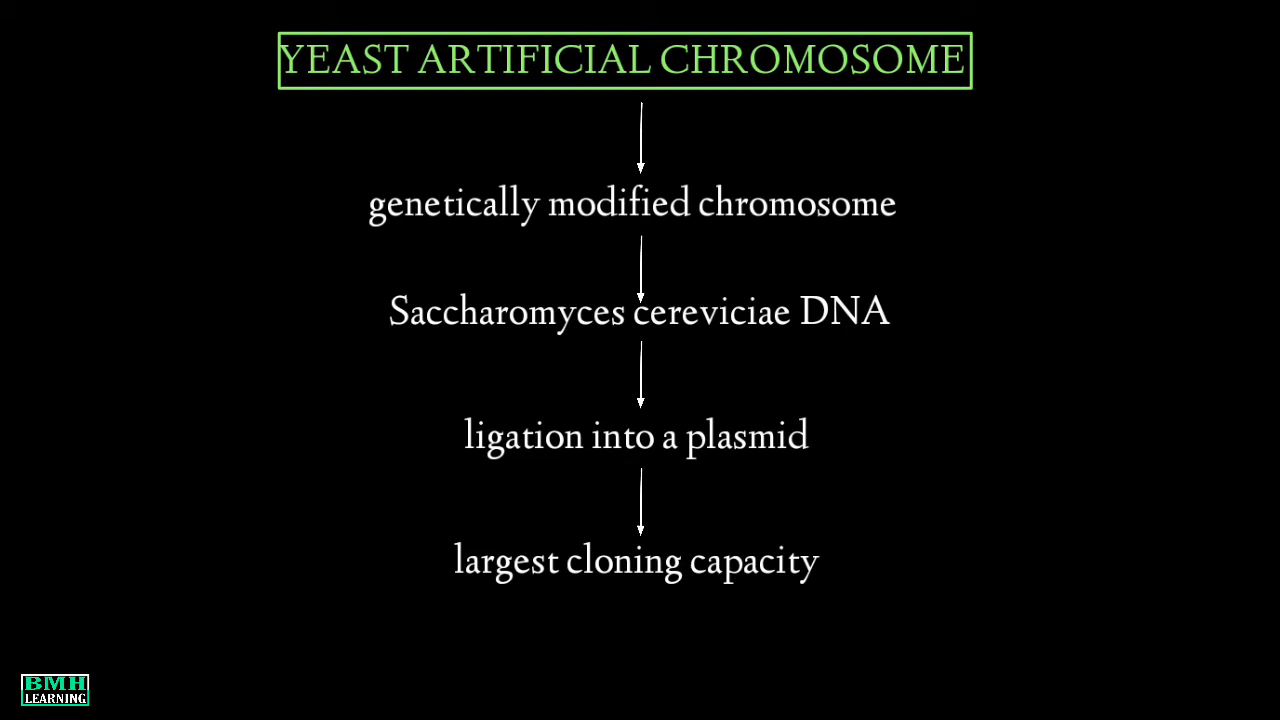 YEAST ARTIFICIAL CHROMOSOME
genetically modified chromosome
Saccharomyces cereviciae DNA
ligation into a plasmid
largest cloning capacity
BMH
LEARNING